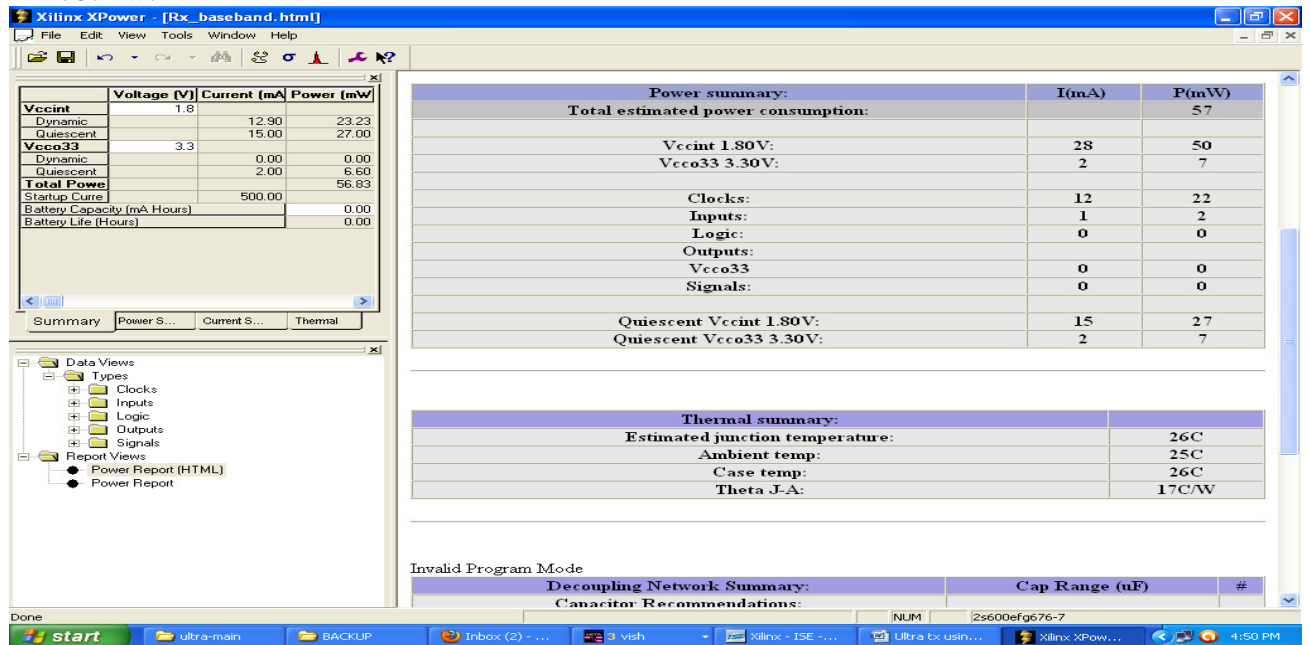 Xilinx XPower - [Rx_baseband.html]
File Edit View Tools Window Help
Voltage (V) Current (mA Power (mW
Vccint 1.8
Dynamic 12.90 23.23
Quiescent 15.00 27.00
Vcco33 3.3
Dynamic 0.00 0.00
Quiescent 2.00 6.60
Total Powe 56.83
Startup Curre 500.00
Battery Capacity (mA Hours) 0.00
Battery Life (Hours) 0.00
Summary Power S... Current S... Thermal
Data Views
Types
Clocks
Inputs
Logic
Outputs
Signals
Report Views
Power Report (HTML)
Power Report
Power summary: I(mA) P(mW)
Total estimated power consumption: 57
Vccint 1.80V: 28 50
Vcco33 3.30V: 2 7
Clocks: 12 22
Inputs: 1 2
Logic: 0 0
Outputs:
Vcco33 0 0
Signals: 0 0
Quiescent Vccint 1.80V: 15 27
Quiescent Vcco33 3.30V: 2 7
Thermal summary:
Estimated junction temperature: 26C
Ambient temp: 25C
Case temp: 26C
Theta J-A: 17C/W
Invalid Program Mode
Decoupling Network Summary: Cap Range (uF) #
Capacitor Recommendations:
Done NUM 2s600efg676-7
start ultra-main BACKUP Inbox (2) - ... 3 vish Xilinx - ISE -... Ultra tx usin... Xilinx XPow... 4:50 PM